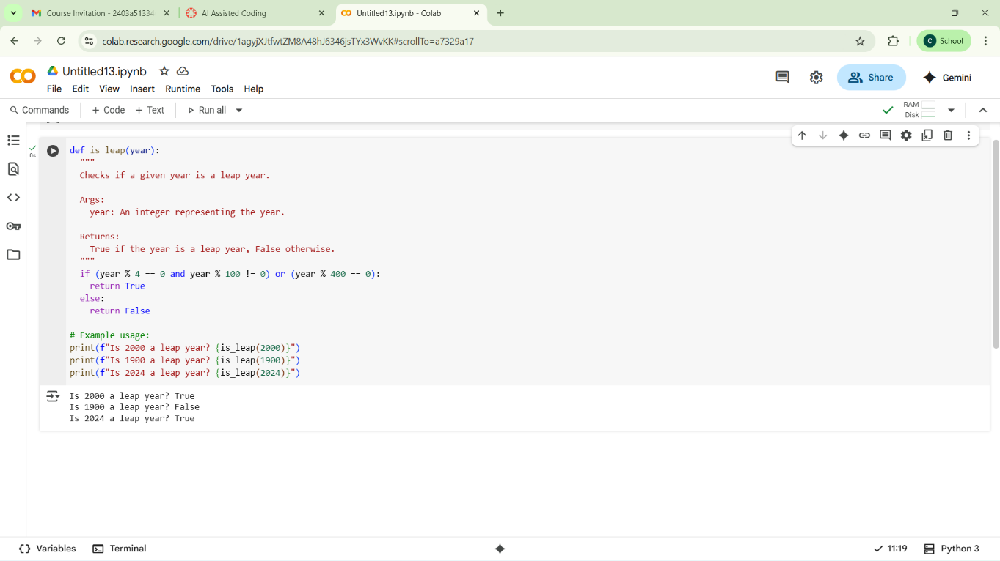 Course Invitation - 2403a51334
AI Assisted Coding
Untitled13.ipynb - Colab
colab.research.google.com/drive/1agyjXJtfwtZM8A48hJ6346jsTYx3WvKK#scrollTo=a7329a17
C School
Untitled13.ipynb
File Edit View Insert Runtime Tools Help
Share
Gemini
Commands + Code + Text Run all
RAM
Disk
0s
def is_leap(year):
"""
Checks if a given year is a leap year.
Args:
year: An integer representing the year.
Returns:
True if the year is a leap year, False otherwise.
"""
if (year % 4 == 0 and year % 100 != 0) or (year % 400 == 0):
return True
else:
return False
# Example usage:
print(f"Is 2000 a leap year? {is_leap(2000)}")
print(f"Is 1900 a leap year? {is_leap(1900)}")
print(f"Is 2024 a leap year? {is_leap(2024)}")
Is 2000 a leap year? True
Is 1900 a leap year? False
Is 2024 a leap year? True
Variables Terminal
11:19 Python 3